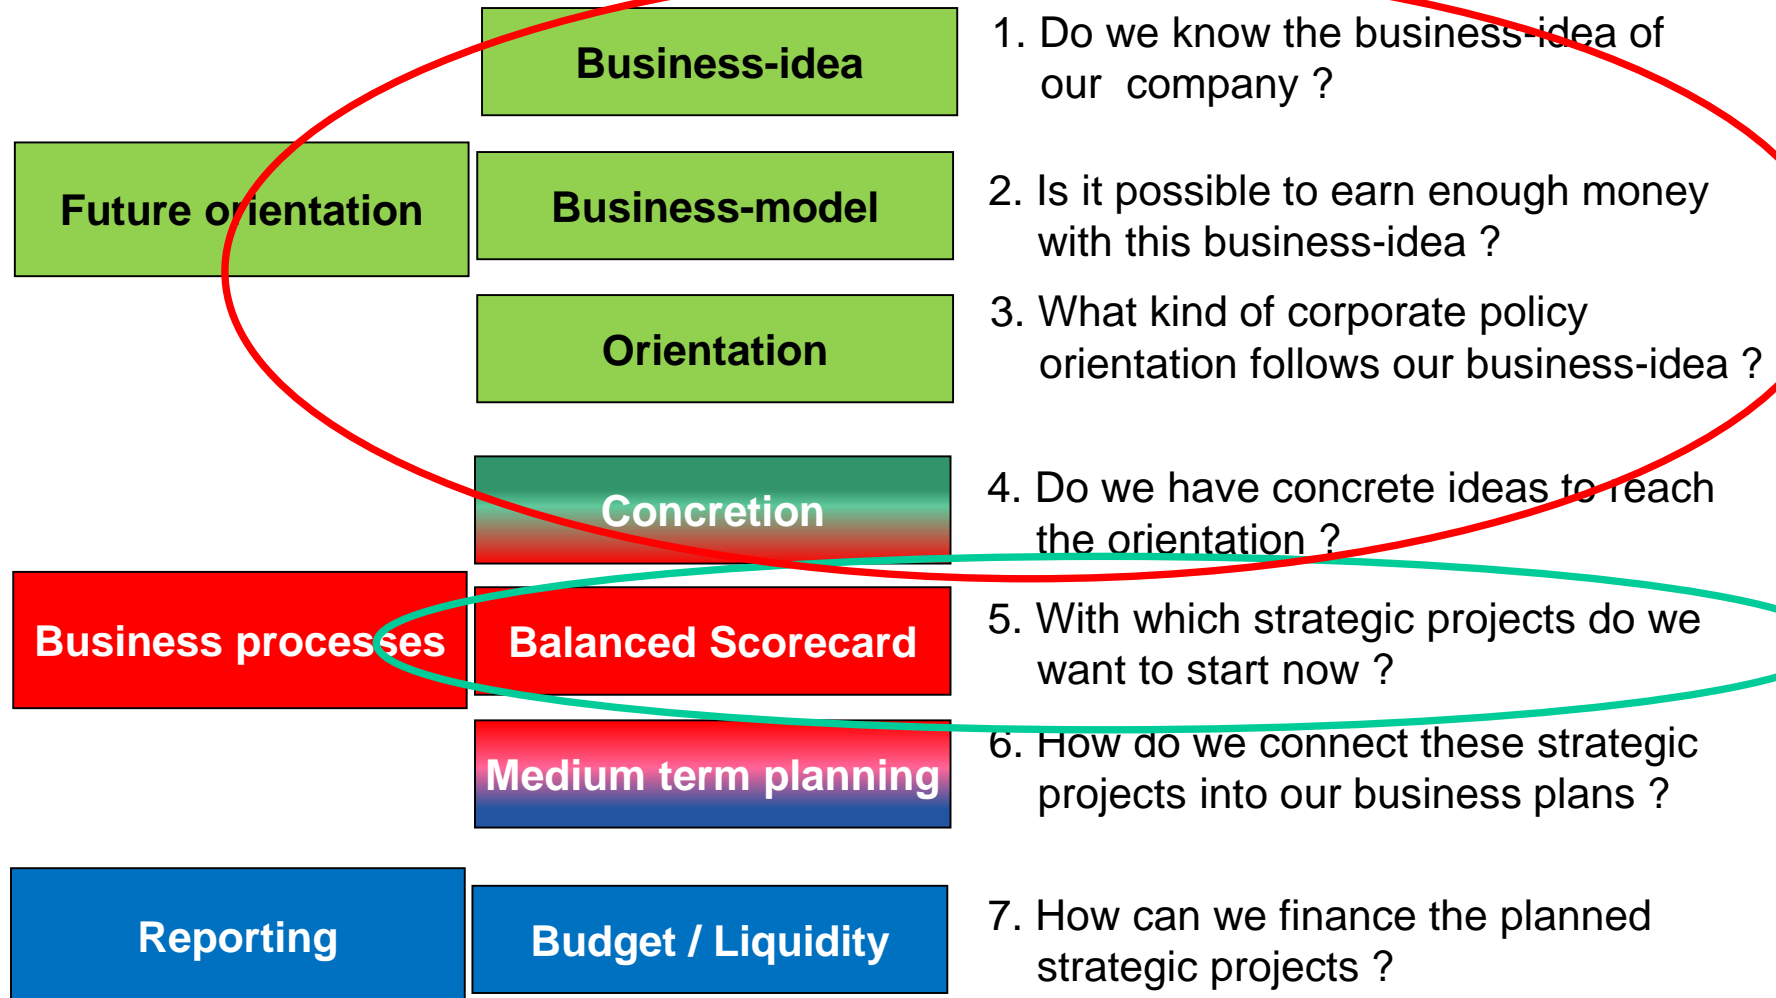 Business-idea
1. Do we know the business-idea of
our company ?
Future orientation
Business-model
2. Is it possible to earn enough money
with this business-idea ?
Orientation
3. What kind of corporate policy
orientation follows our business-idea ?
Concretion
4. Do we have concrete ideas to reach
the orientation ?
Business processes
Balanced Scorecard
5. With which strategic projects do we
want to start now ?
Medium term planning
6. How do we connect these strategic
projects into our business plans ?
Reporting
Budget / Liquidity
7. How can we finance the planned
strategic projects ?